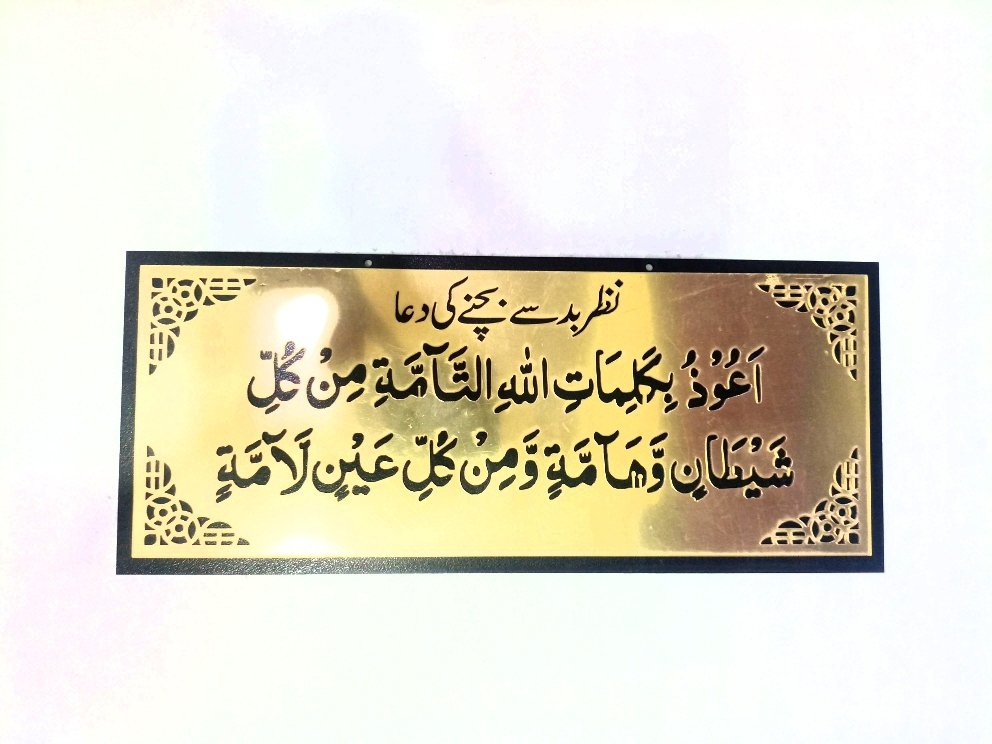 نظر بد سے بچنے کی دعا
اَعُوْذُ بِكَلِمَاتِ اللهِ التَّآمَّةِ مِنْ كُلِّ
شَيْطَانٍ وَّهَآمَّةٍ وَّمِنْ كُلِّ عَيْنٍ لَآمَّةٍ